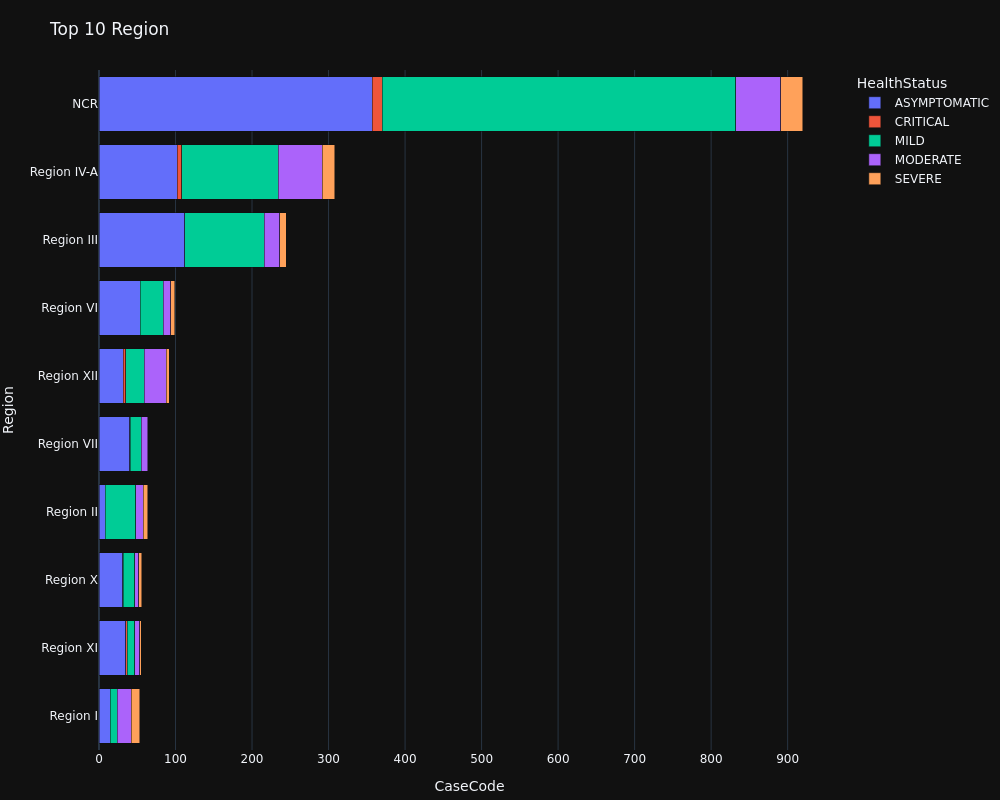 Top 10 Region
HealthStatus
ASYMPTOMATIC
CRITICAL
MILD
MODERATE
SEVERE
NCR
Region IV-A
Region III
Region VI
Region XII
Region VII
Region II
Region X
Region XI
Region I
Region
0 100 200 300 400 500 600 700 800 900
CaseCode